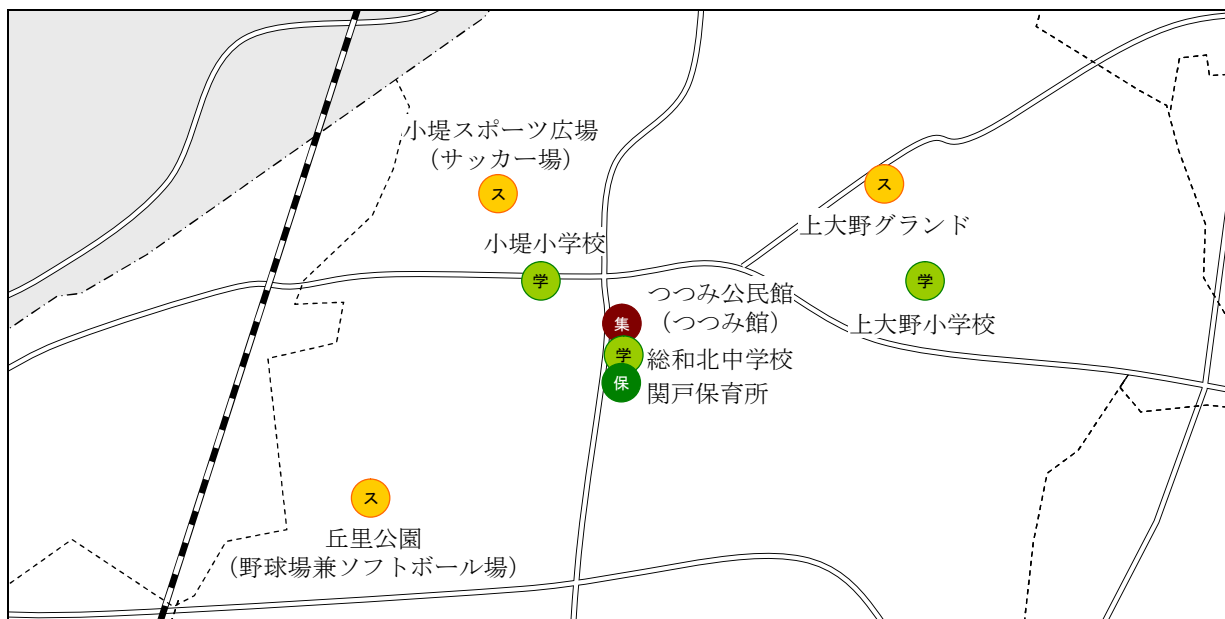 小堤スポーツ広場
（サッカー場）
ス
ス
上大野グランド
小堤小学校
学
学
つつみ公民館
（つつみ館）
集
上大野小学校
学
総和北中学校
保
関戸保育所
ス
丘里公園
（野球場兼ソフトボール場）